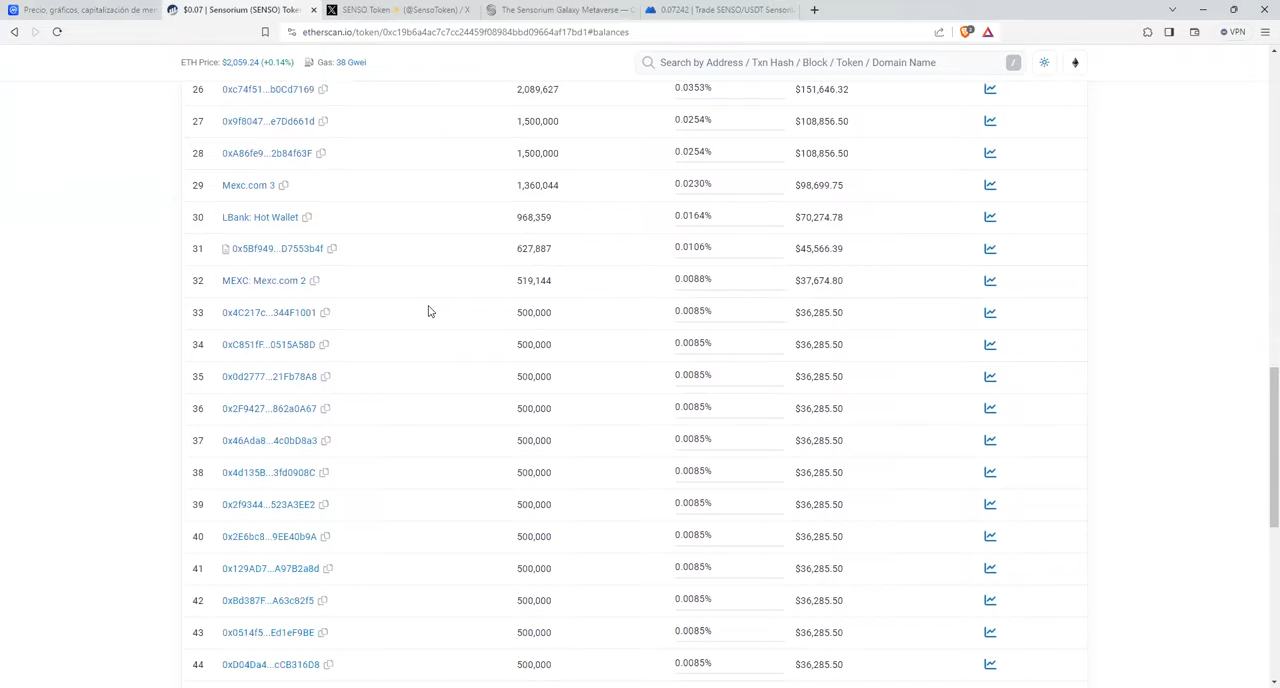 Precio, gráficos, capitalización de mer
$0.07 | Sensorium (SENSO) Token
SENSO Token (@SensoToken) / X
The Sensorium Galaxy Metaverse — C
0.07242 | Trade SENSO/USDT Sensori
etherscan.io/token/0xc19b6a4ac7c7cc24459f08984bbd09664af17bd1#balances
VPN
ETH Price: $2,059.24 (+0.14%)
Gas: 38 Gwei
Search by Address / Txn Hash / Block / Token / Domain Name
/
26 0xc74f51...b0Cd7169 2,089,627 0.0353% $151,646.32
27 0x9f8047...e7Dd661d 1,500,000 0.0254% $108,856.50
28 0xA86fe9...2b84f63F 1,500,000 0.0254% $108,856.50
29 Mexc.com 3 1,360,044 0.0230% $98,699.75
30 LBank: Hot Wallet 968,359 0.0164% $70,274.78
31 0x5Bf949...D7553b4f 627,887 0.0106% $45,566.39
32 MEXC: Mexc.com 2 519,144 0.0088% $37,674.80
33 0x4C217c...344F1001 500,000 0.0085% $36,285.50
34 0xC851fF...0515A58D 500,000 0.0085% $36,285.50
35 0x0d2777...21Fb78A8 500,000 0.0085% $36,285.50
36 0x2F9427...862a0A67 500,000 0.0085% $36,285.50
37 0x46Ada8...4c0bD8a3 500,000 0.0085% $36,285.50
38 0x4d135B...3fd0908C 500,000 0.0085% $36,285.50
39 0x2f9344...523A3EE2 500,000 0.0085% $36,285.50
40 0x2E6bc8...9EE40b9A 500,000 0.0085% $36,285.50
41 0x129AD7...A97B2a8d 500,000 0.0085% $36,285.50
42 0xBd387F...A63c82f5 500,000 0.0085% $36,285.50
43 0x0514f5...Ed1eF9BE 500,000 0.0085% $36,285.50
44 0xD04Da4...cCB316D8 500,000 0.0085% $36,285.50